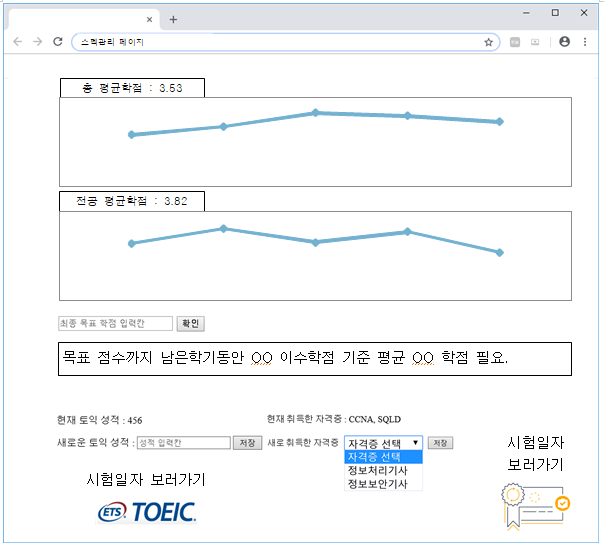 스펙관리 페이지
총 평균학점 : 3.53
전공 평균학점 : 3.82
최종 목표 학점 입력칸 확인
목표 점수까지 남은학기동안 OO 이수학점 기준 평균 OO 학점 필요.
현재 토익 성적 : 456 현재 취득한 자격증 : CCNA, SQLD
새로운 토익 성적 : 성적 입력칸 저장 새로 취득한 자격증 자격증 선택 저장
자격증 선택
정보처리기사
정보보안기사
시험일자
보러가기
시험일자 보러가기
ETS TOEIC.